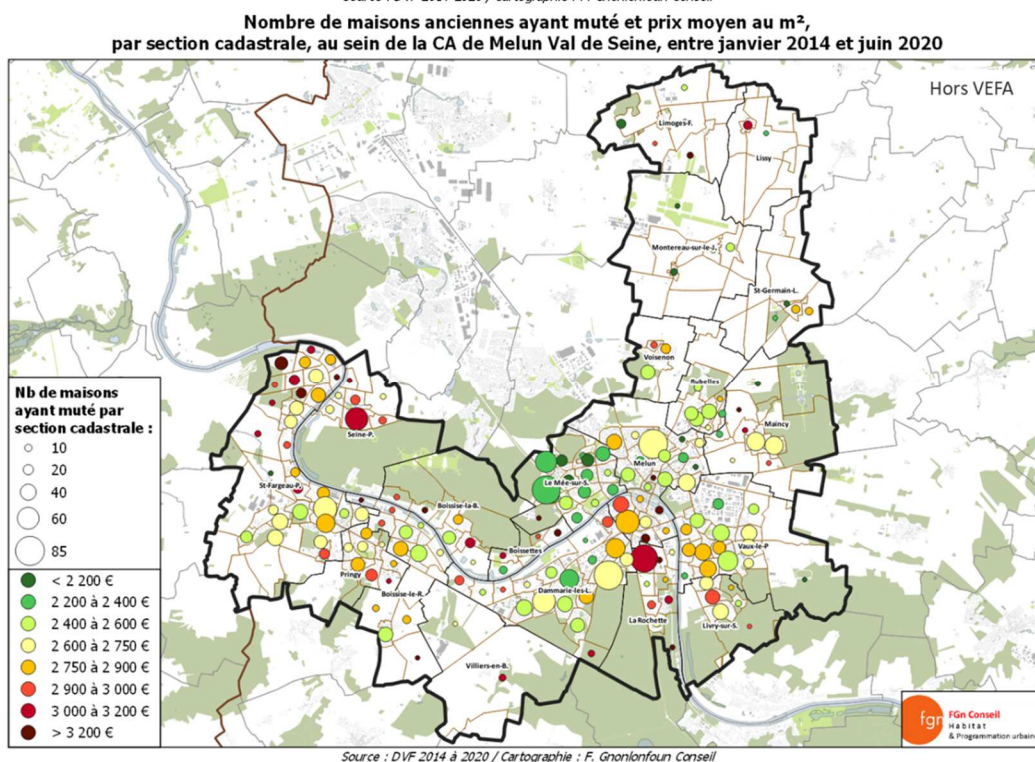 Nombre de maisons anciennes ayant muté et prix moyen au m²,
par section cadastrale, au sein de la CA de Melun Val de Seine, entre janvier 2014 et juin 2020
Hors VEFA
Limoges-F.
Lissy
Montereau-sur-le-J.
St-Germain-L.
Voisenon
Rubelles
Maincy
Seine-P.
Melun
Le Mée-sur-S.
St-Fargeau-P.
Boissise-la-B.
Boissettes
Vaux-le-P
Pringy
Boissise-le-R.
Dammarie-les-L.
La Rochette
Livry-sur-S.
Villiers-en-B.
Nb de maisons
ayant muté par
section cadastrale :
10
20
40
60
85
< 2 200 €
2 200 à 2 400 €
2 400 à 2 600 €
2 600 à 2 750 €
2 750 à 2 900 €
2 900 à 3 000 €
3 000 à 3 200 €
> 3 200 €
fgn
FGn Conseil
Habitat
& Programmation urbain
Source : DVF 2014 à 2020 / Cartographie : F. Gnonlonfoun Conseil